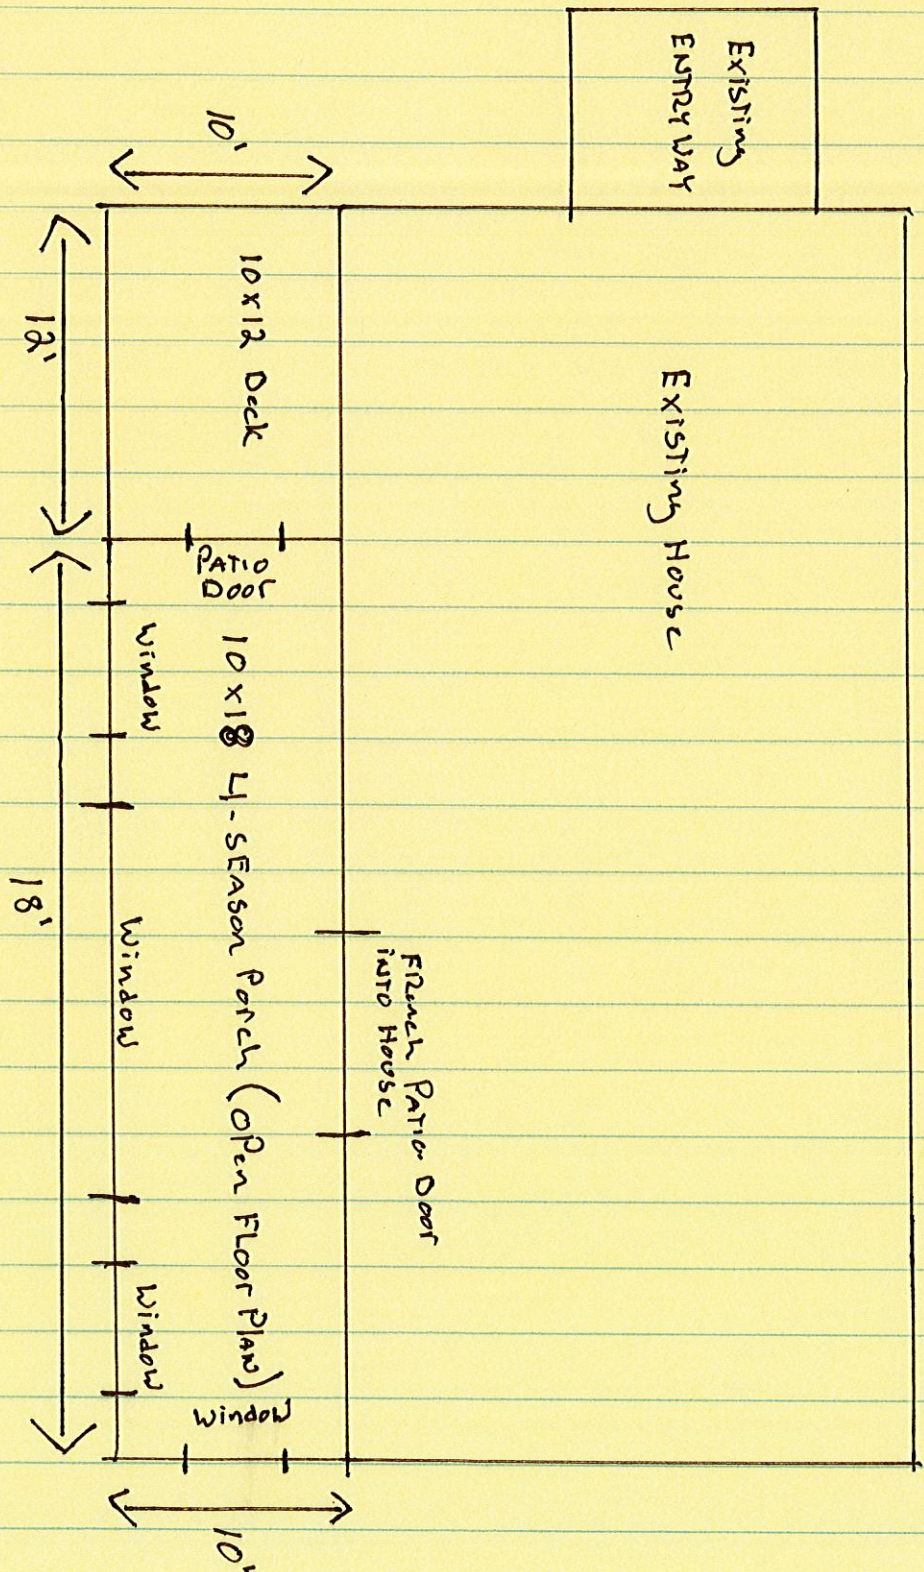 Existing
ENTRY WAY
Existing House
French Patio Door
into House
10'
10x12 Deck
Patio
Door
10x18 4-Season Porch (Open Floor Plan)
Window
Window
Window
Window
12'
18'
10'